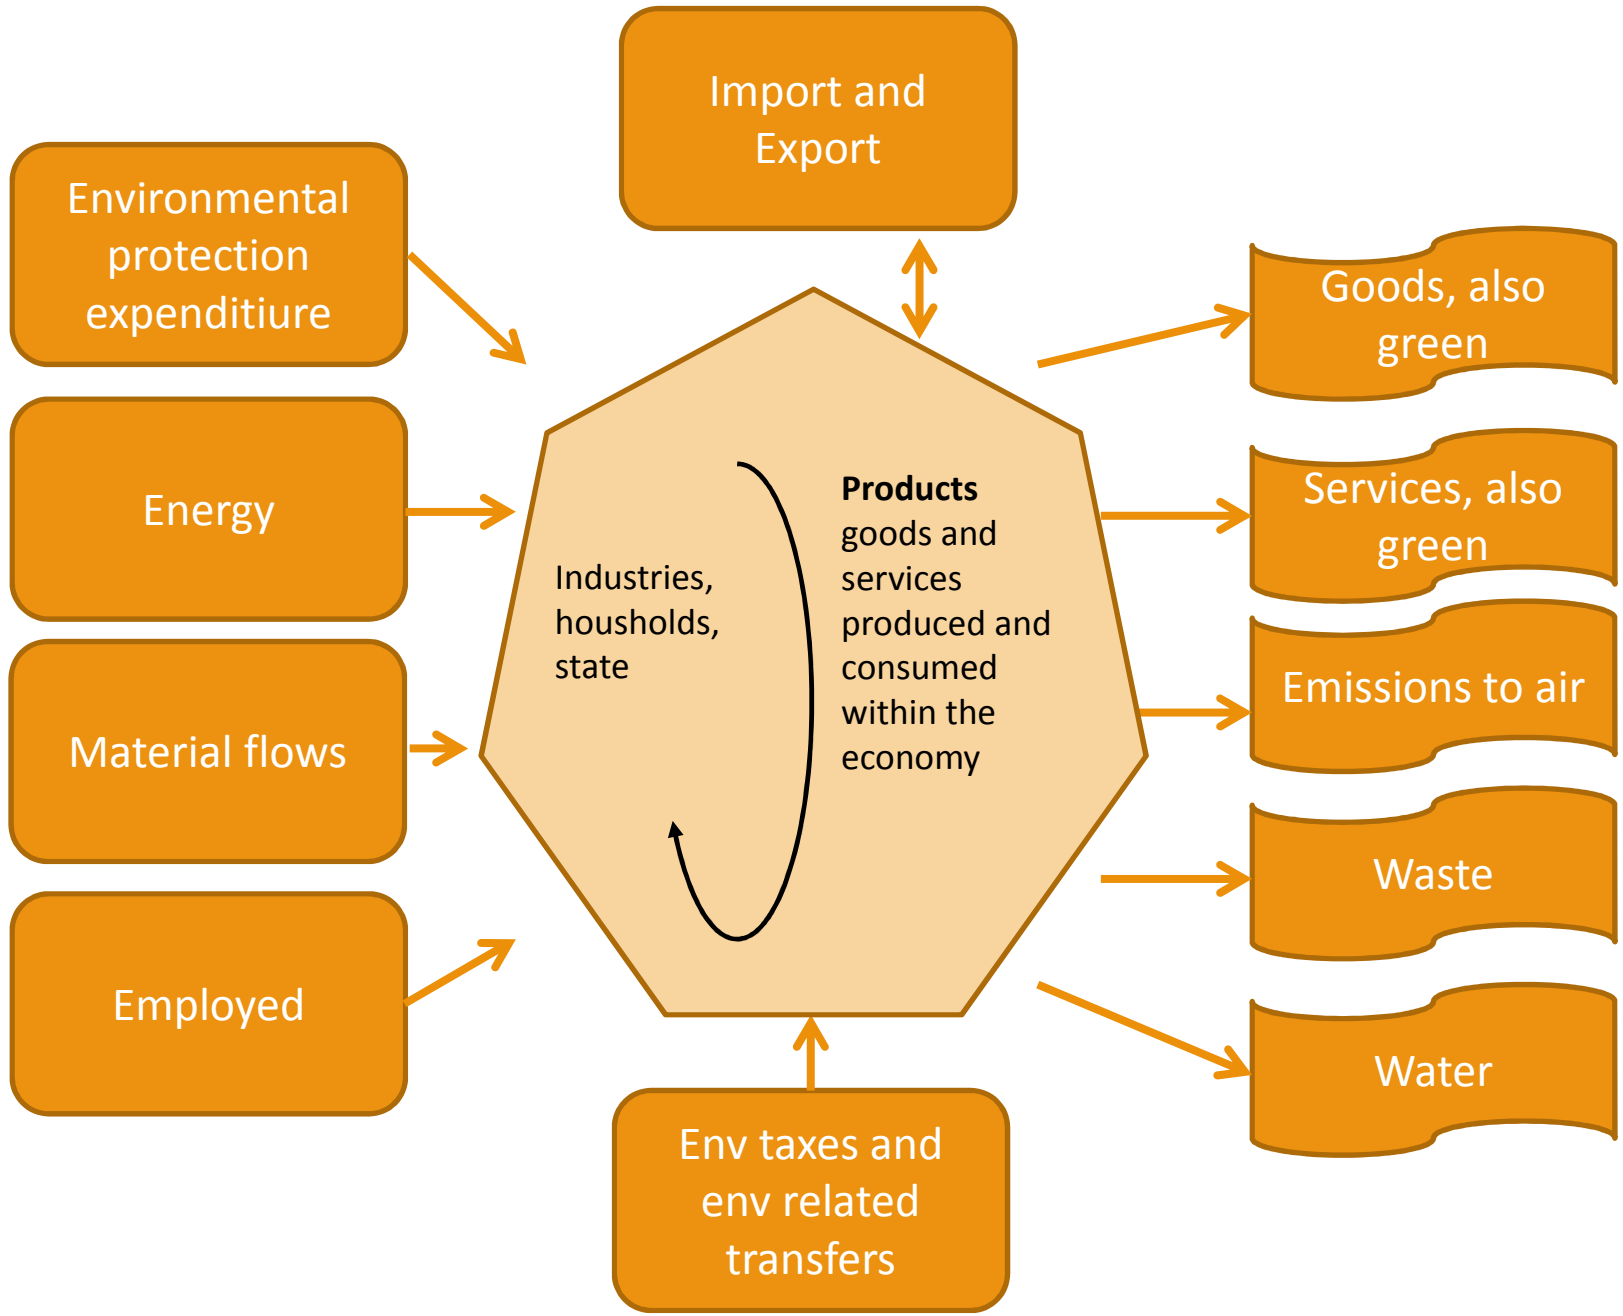 Import and
Export
Environmental
protection
expenditiure
Energy
Material flows
Employed
Industries,
housholds,
state
Products
goods and
services
produced and
consumed
within the
economy
Goods, also
green
Services, also
green
Emissions to air
Waste
Water
Env taxes and
env related
transfers